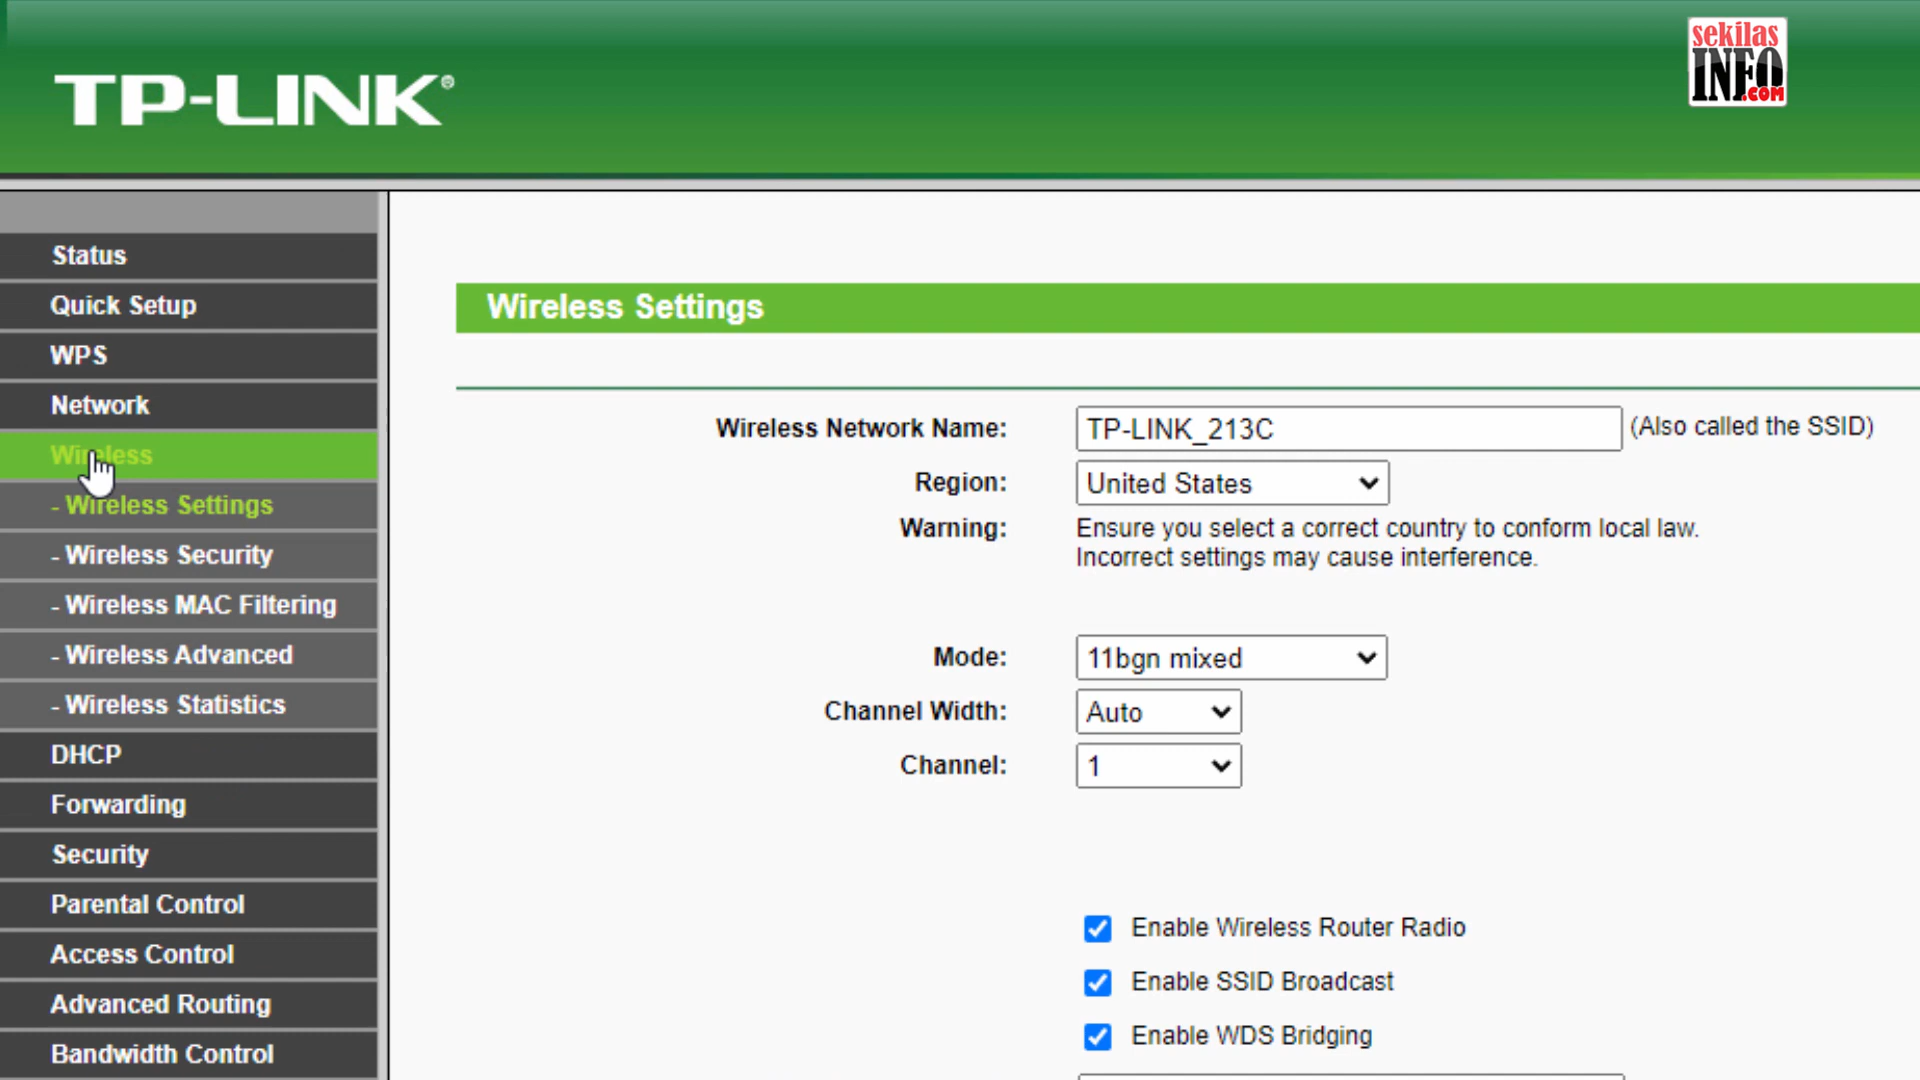 TP-LINK®
sekilas
INFO
.COM
Status
Quick Setup
WPS
Network
Wireless
- Wireless Settings
- Wireless Security
- Wireless MAC Filtering
- Wireless Advanced
- Wireless Statistics
DHCP
Forwarding
Security
Parental Control
Access Control
Advanced Routing
Bandwidth Control
Wireless Settings
Wireless Network Name: TP-LINK_213C (Also called the SSID)
Region: United States
Warning: Ensure you select a correct country to conform local law.
Incorrect settings may cause interference.
Mode: 11bgn mixed
Channel Width: Auto
Channel: 1
Enable Wireless Router Radio
Enable SSID Broadcast
Enable WDS Bridging